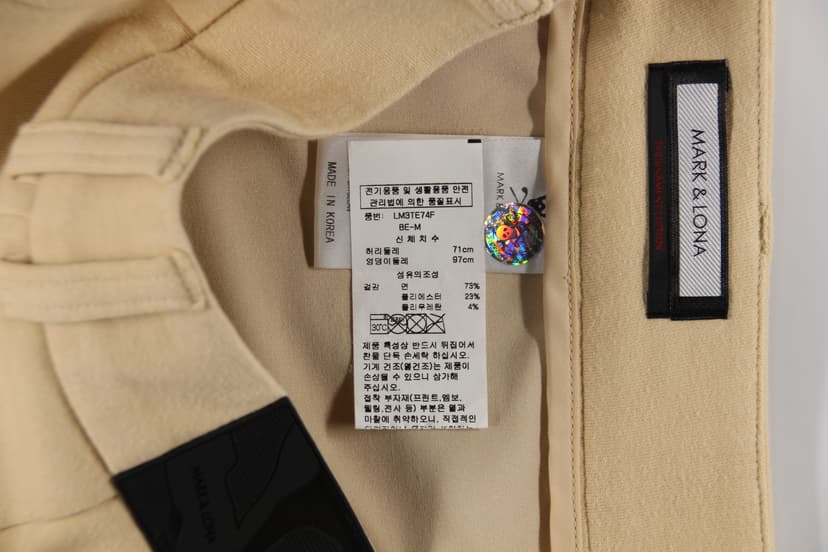 전기용품 및 생활용품 안전
관리법에 의한 품질표시
품번: LM3TE74F
BE-M
신체치수
허리둘레 71cm
엉덩이둘레 97cm
섬유의조성
겉감 면 73%
폴리에스터 23%
폴리우레탄 4%
30℃
제품 특성상 반드시 뒤집어서
찬물 단독 손세탁 하십시오.
기계 건조(열건조)는 제품이
손상될 수 있으니 삼가해
주십시오.
접착 부자재(프린트,엠보,
필링,전사 등) 부분은 열과
마찰에 취약하오니, 직접적인
MADE IN KOREA
MARK &
MARK & LONA
MARK & LONA